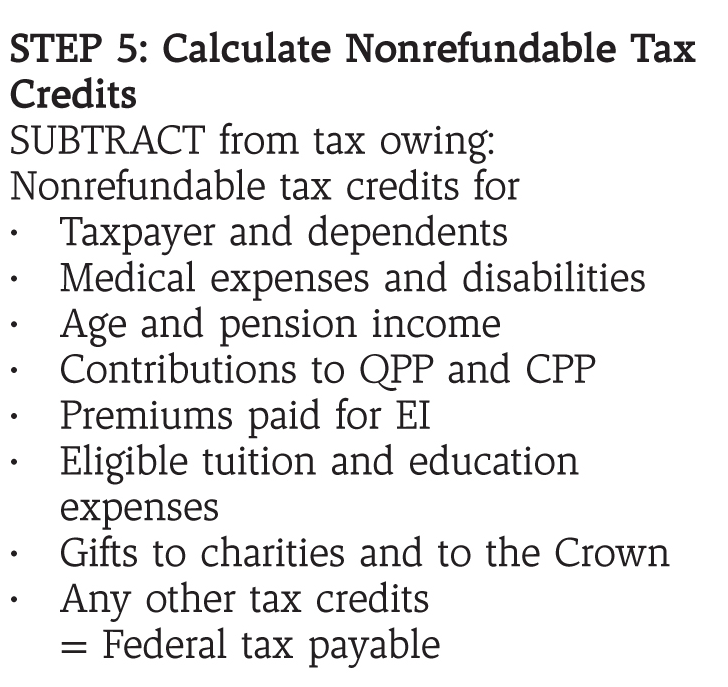 STEP 5: Calculate Nonrefundable Tax
Credits
SUBTRACT from tax owing:
Nonrefundable tax credits for
· Taxpayer and dependents
· Medical expenses and disabilities
· Age and pension income
· Contributions to QPP and CPP
· Premiums paid for EI
· Eligible tuition and education
expenses
· Gifts to charities and to the Crown
· Any other tax credits
= Federal tax payable